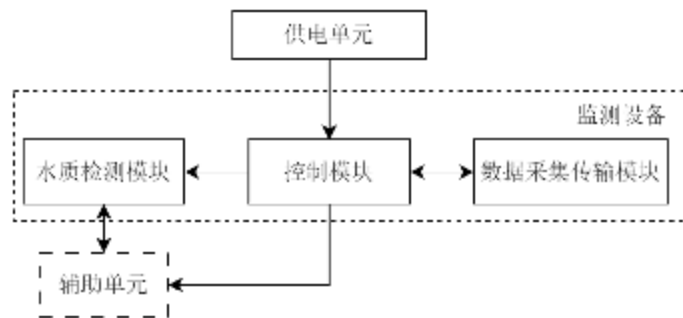 供电单元
监测设备
水质检测模块
控制模块
数据采集传输模块
辅助单元